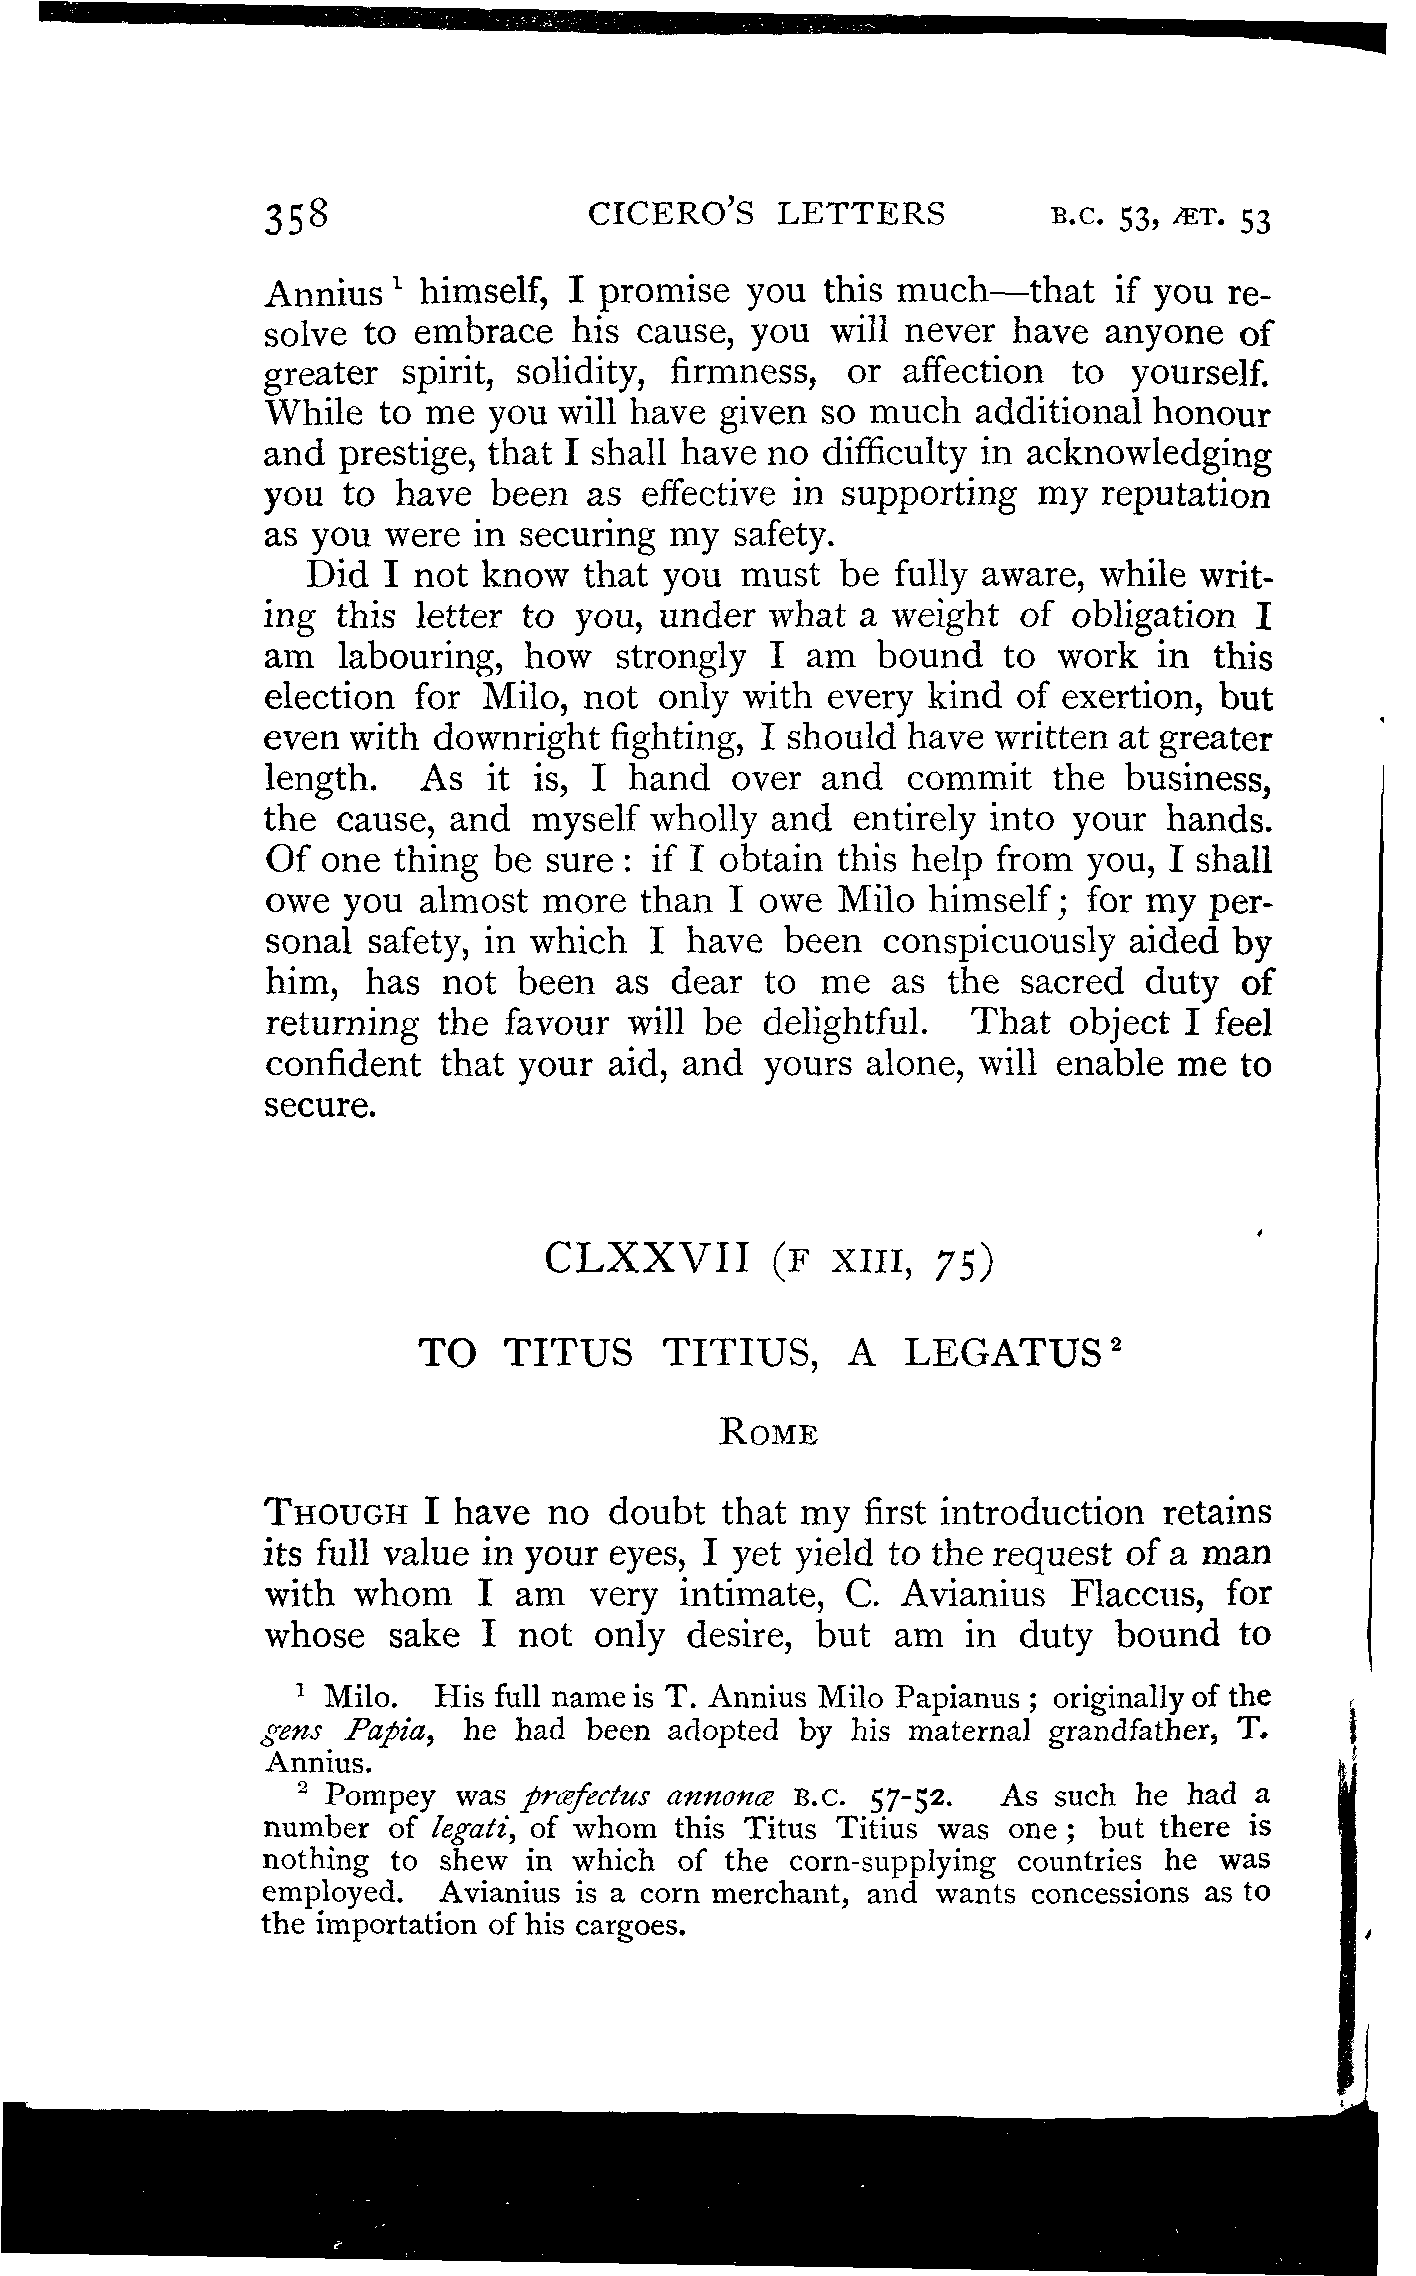 358 CICERO'S LETTERS B.C. 53, ÆT. 53
Annius ¹ himself, I promise you this much—that if you re-
solve to embrace his cause, you will never have anyone of
greater spirit, solidity, firmness, or affection to yourself.
While to me you will have given so much additional honour
and prestige, that I shall have no difficulty in acknowledging
you to have been as effective in supporting my reputation
as you were in securing my safety.
Did I not know that you must be fully aware, while writ-
ing this letter to you, under what a weight of obligation I
am labouring, how strongly I am bound to work in this
election for Milo, not only with every kind of exertion, but
even with downright fighting, I should have written at greater
length. As it is, I hand over and commit the business,
the cause, and myself wholly and entirely into your hands.
Of one thing be sure : if I obtain this help from you, I shall
owe you almost more than I owe Milo himself ; for my per-
sonal safety, in which I have been conspicuously aided by
him, has not been as dear to me as the sacred duty of
returning the favour will be delightful. That object I feel
confident that your aid, and yours alone, will enable me to
secure.
CLXXVII (F XIII, 75)
TO TITUS TITIUS, A LEGATUS ²
ROME
THOUGH I have no doubt that my first introduction retains
its full value in your eyes, I yet yield to the request of a man
with whom I am very intimate, C. Avianius Flaccus, for
whose sake I not only desire, but am in duty bound to
¹ Milo. His full name is T. Annius Milo Papianus ; originally of the
gens Papia, he had been adopted by his maternal grandfather, T.
Annius.
² Pompey was præfectus annonæ B.C. 57-52. As such he had a
number of legati, of whom this Titus Titius was one ; but there is
nothing to shew in which of the corn-supplying countries he was
employed. Avianius is a corn merchant, and wants concessions as to
the importation of his cargoes.